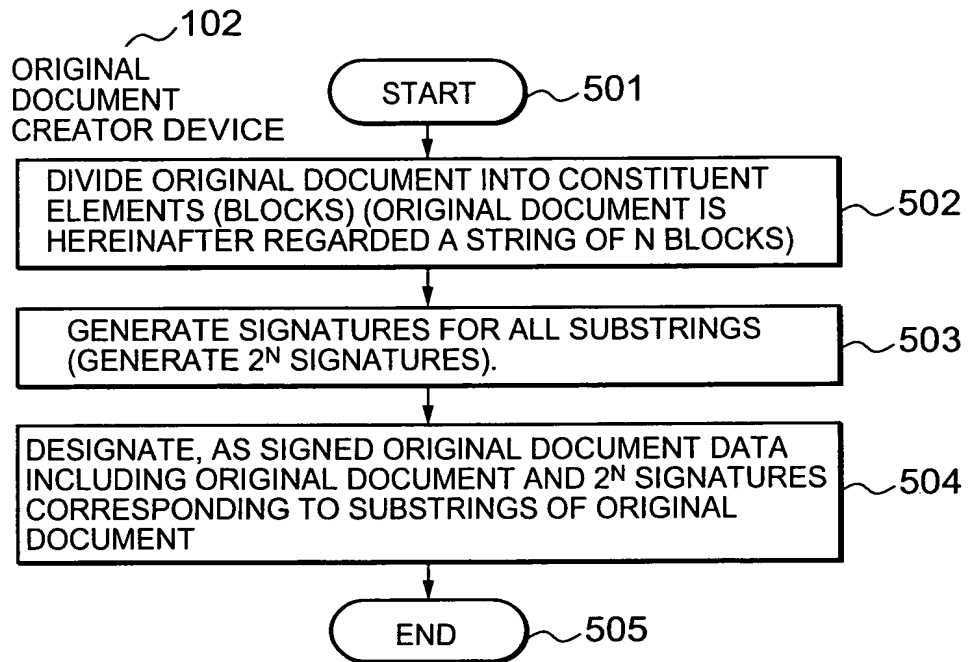 102
ORIGINAL
DOCUMENT
CREATOR DEVICE
START
501
DIVIDE ORIGINAL DOCUMENT INTO CONSTITUENT
ELEMENTS (BLOCKS) (ORIGINAL DOCUMENT IS
HEREINAFTER REGARDED A STRING OF N BLOCKS)
502
GENERATE SIGNATURES FOR ALL SUBSTRINGS
(GENERATE 2ᴺ SIGNATURES).
503
DESIGNATE, AS SIGNED ORIGINAL DOCUMENT DATA
INCLUDING ORIGINAL DOCUMENT AND 2ᴺ SIGNATURES
CORRESPONDING TO SUBSTRINGS OF ORIGINAL
DOCUMENT
504
END
505